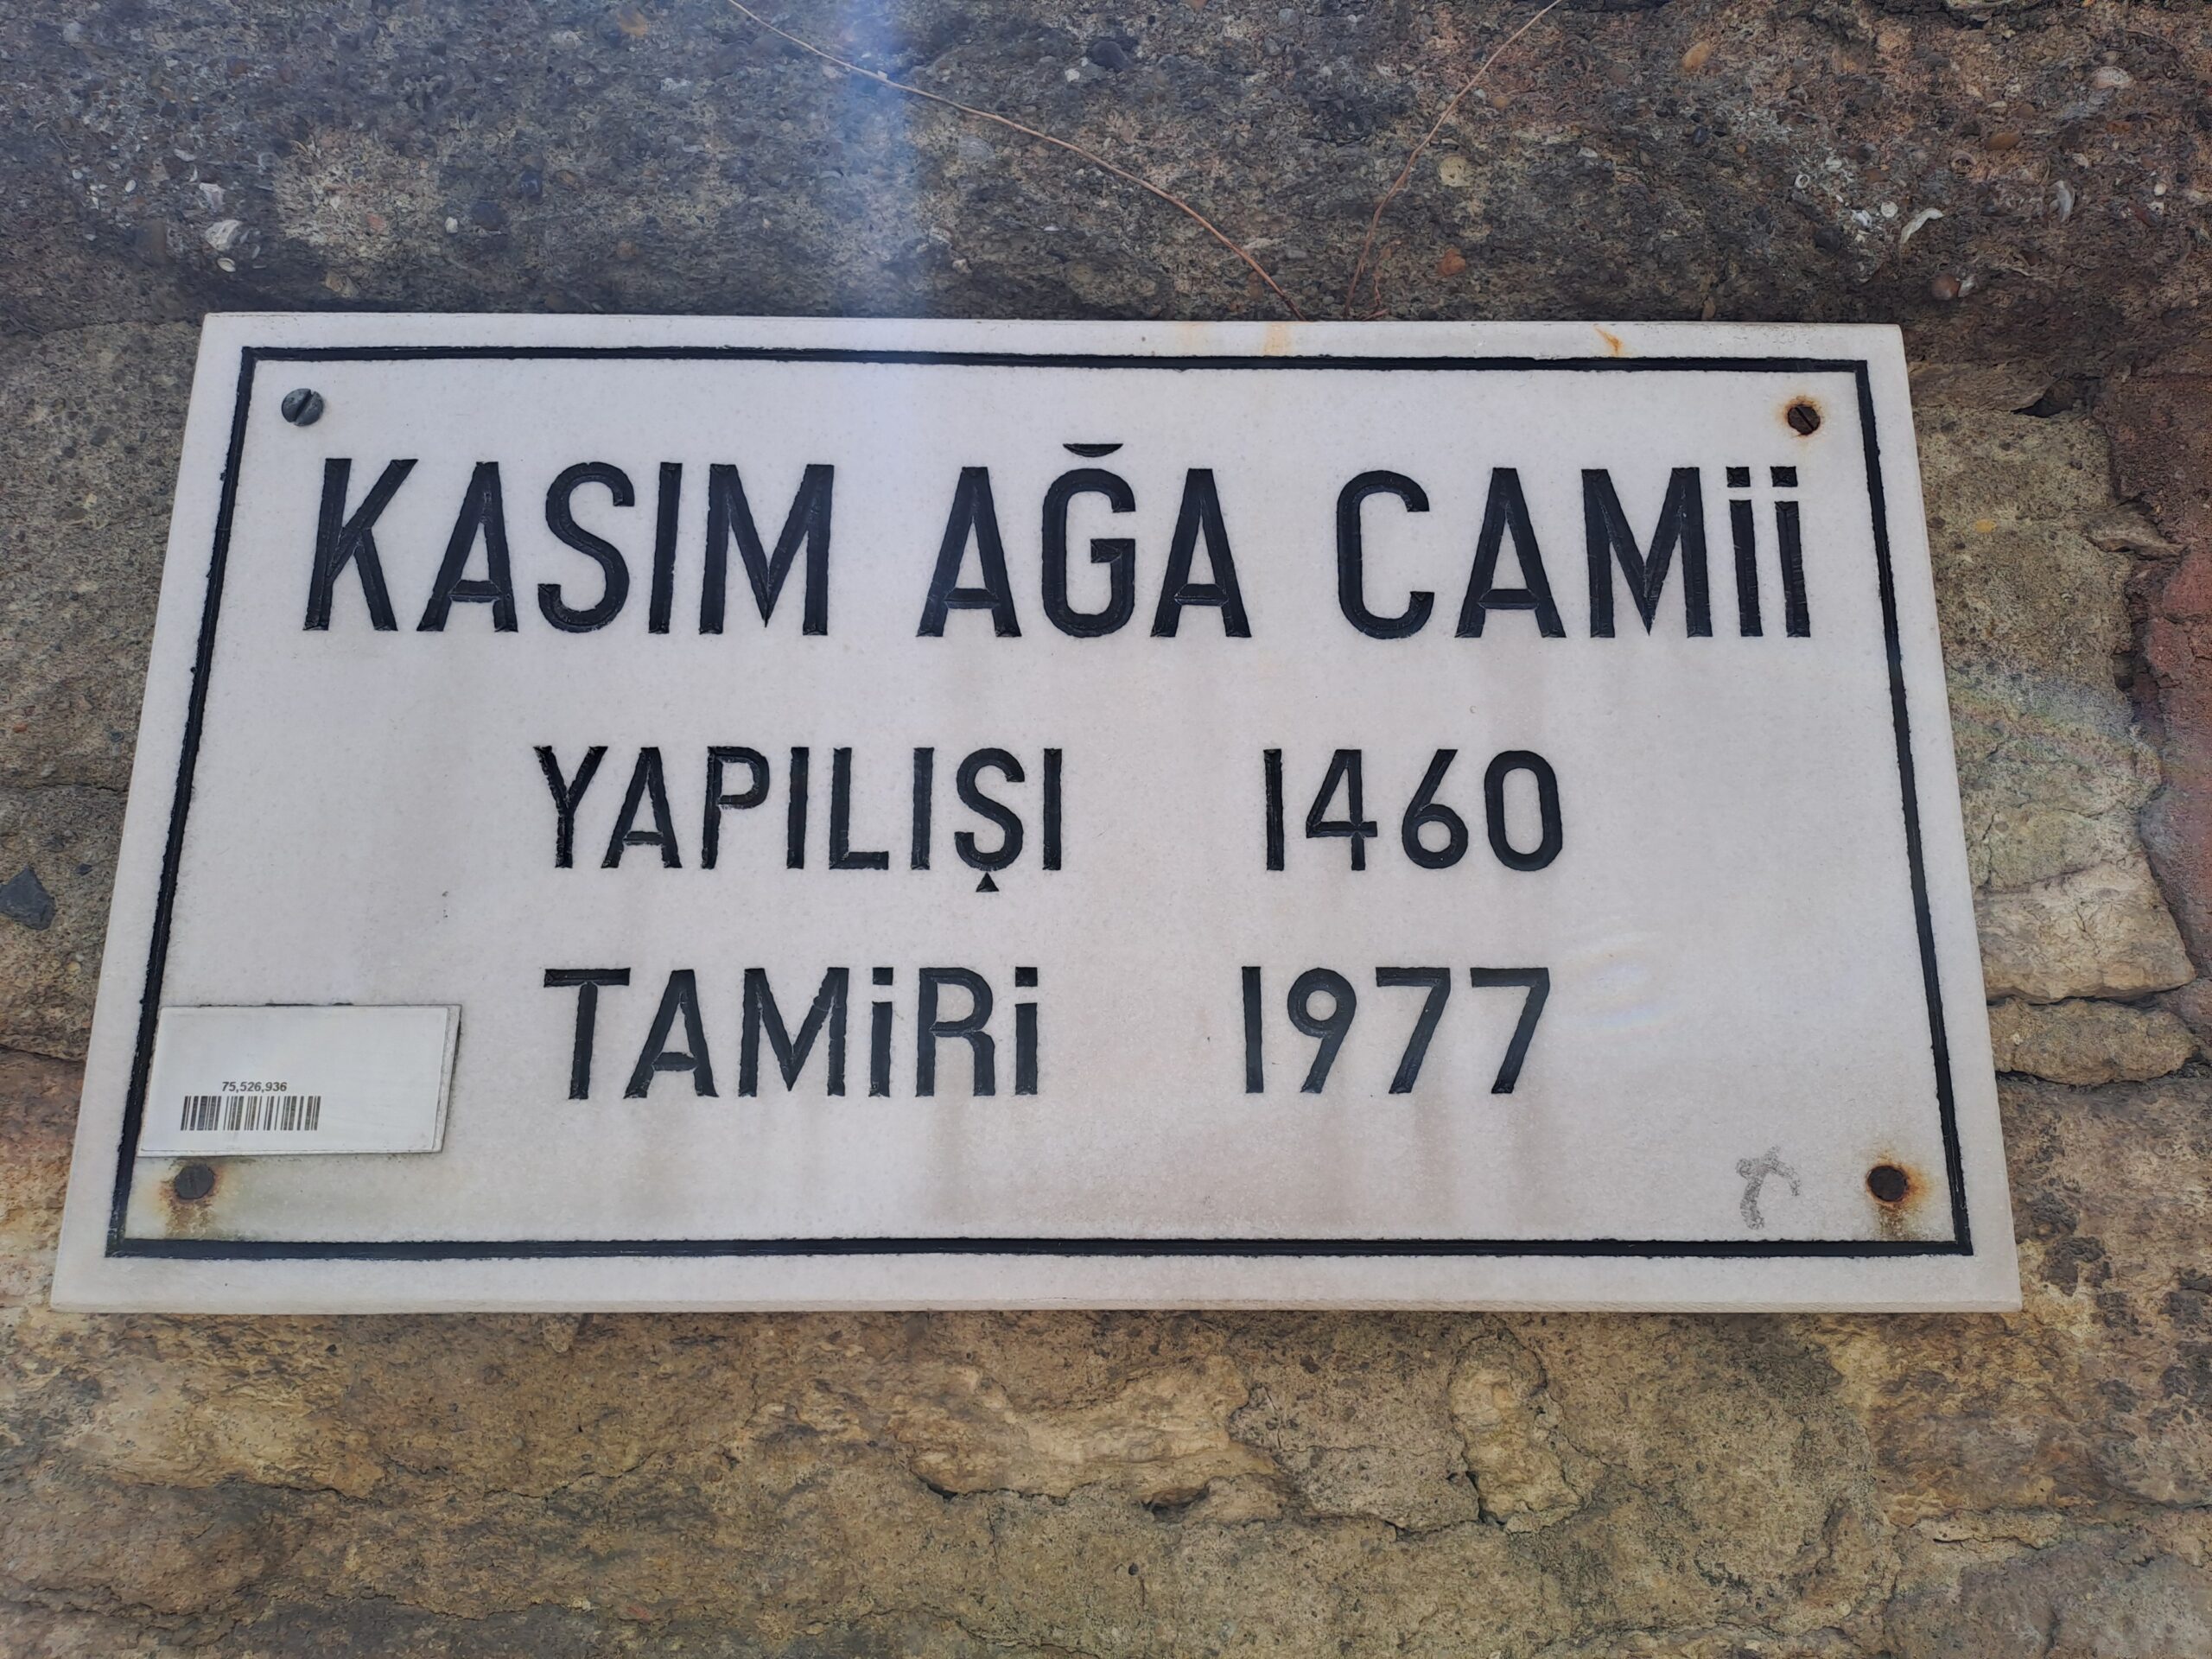 KASIM AĞA CAMİİ
YAPILIŞI 1460
TAMİRİ 1977
75,526,936